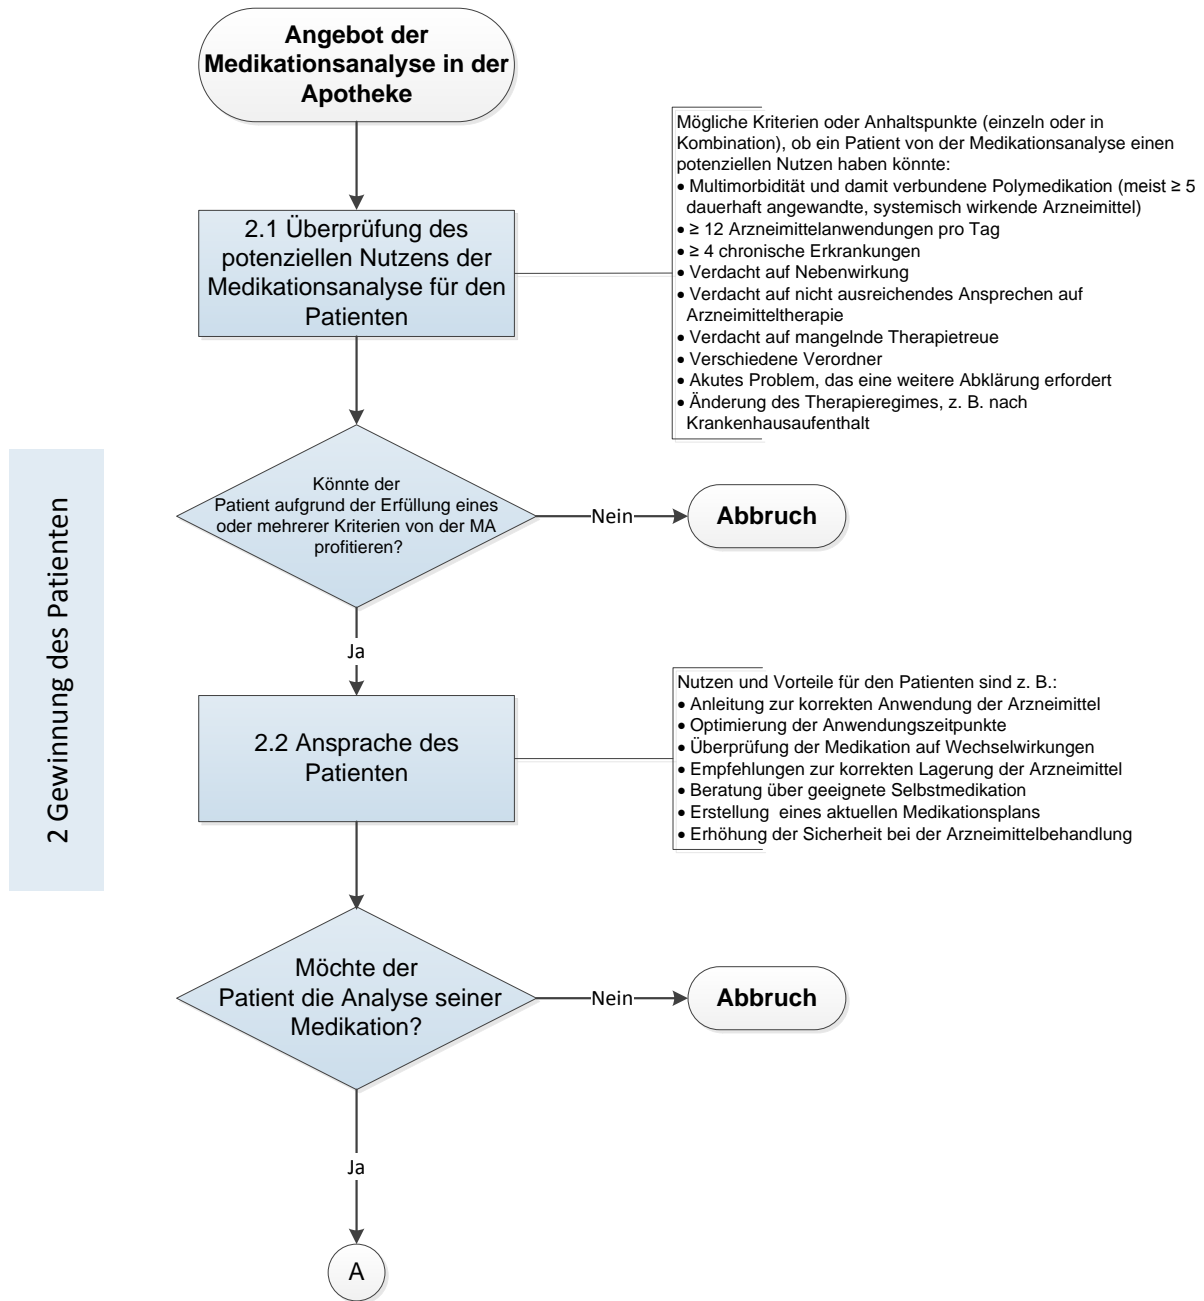 Angebot der
Medikationsanalyse in der
Apotheke
Mögliche Kriterien oder Anhaltspunkte (einzeln oder in
Kombination), ob ein Patient von der Medikationsanalyse einen
potenziellen Nutzen haben könnte:
• Multimorbidität und damit verbundene Polymedikation (meist ≥ 5
dauerhaft angewandte, systemisch wirkende Arzneimittel)
• ≥ 12 Arzneimittelanwendungen pro Tag
• ≥ 4 chronische Erkrankungen
• Verdacht auf Nebenwirkung
• Verdacht auf nicht ausreichendes Ansprechen auf
Arzneimitteltherapie
• Verdacht auf mangelnde Therapietreue
• Verschiedene Verordner
• Akutes Problem, das eine weitere Abklärung erfordert
• Änderung des Therapieregimes, z. B. nach
Krankenhausaufenthalt
2.1 Überprüfung des
potenziellen Nutzens der
Medikationsanalyse für den
Patienten
2 Gewinnung des Patienten
Könnte der
Patient aufgrund der Erfüllung eines
oder mehrerer Kriterien von der MA
profitieren?
Nein
Abbruch
Ja
2.2 Ansprache des
Patienten
Nutzen und Vorteile für den Patienten sind z. B.:
• Anleitung zur korrekten Anwendung der Arzneimittel
• Optimierung der Anwendungszeitpunkte
• Überprüfung der Medikation auf Wechselwirkungen
• Empfehlungen zur korrekten Lagerung der Arzneimittel
• Beratung über geeignete Selbstmedikation
• Erstellung eines aktuellen Medikationsplans
• Erhöhung der Sicherheit bei der Arzneimittelbehandlung
Möchte der
Patient die Analyse seiner
Medikation?
Nein
Abbruch
Ja
A